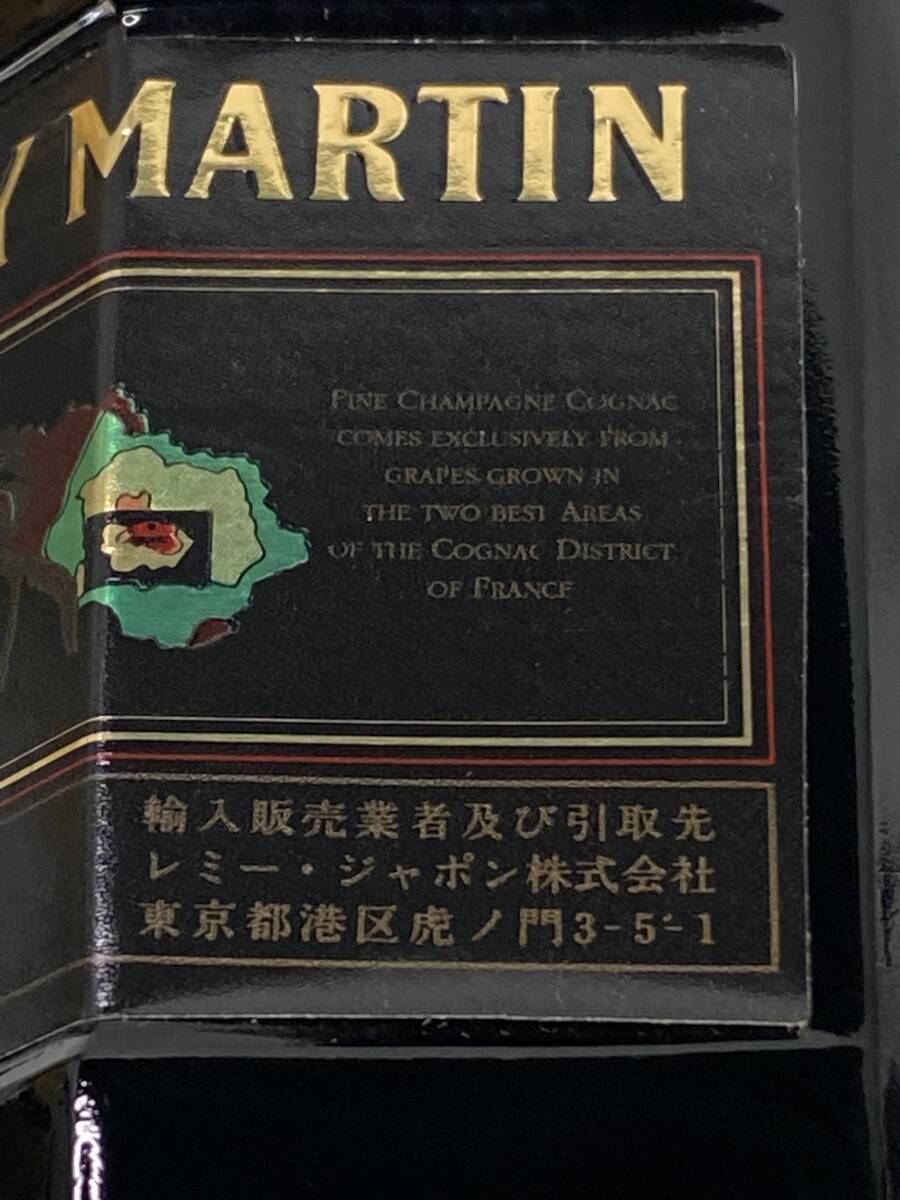 Y MARTIN
FINE CHAMPAGNE COGNAC
COMES EXCLUSIVELY FROM
GRAPES GROWN IN
THE TWO BEST AREAS
OF THE COGNAC DISTRICT
OF FRANCE
輸入販売業者及び引取先
レミー・ジャポン株式会社
東京都港区虎ノ門3-5-1